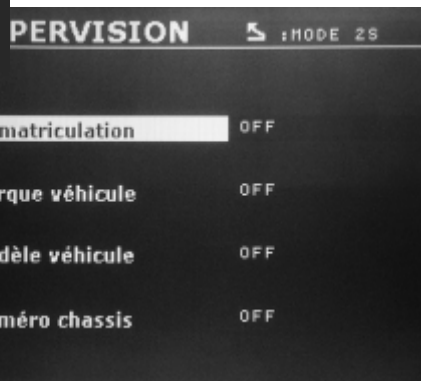 PERVISION :MODE 2S
matriculation OFF
rque véhicule OFF
dèle véhicule OFF
méro chassis OFF